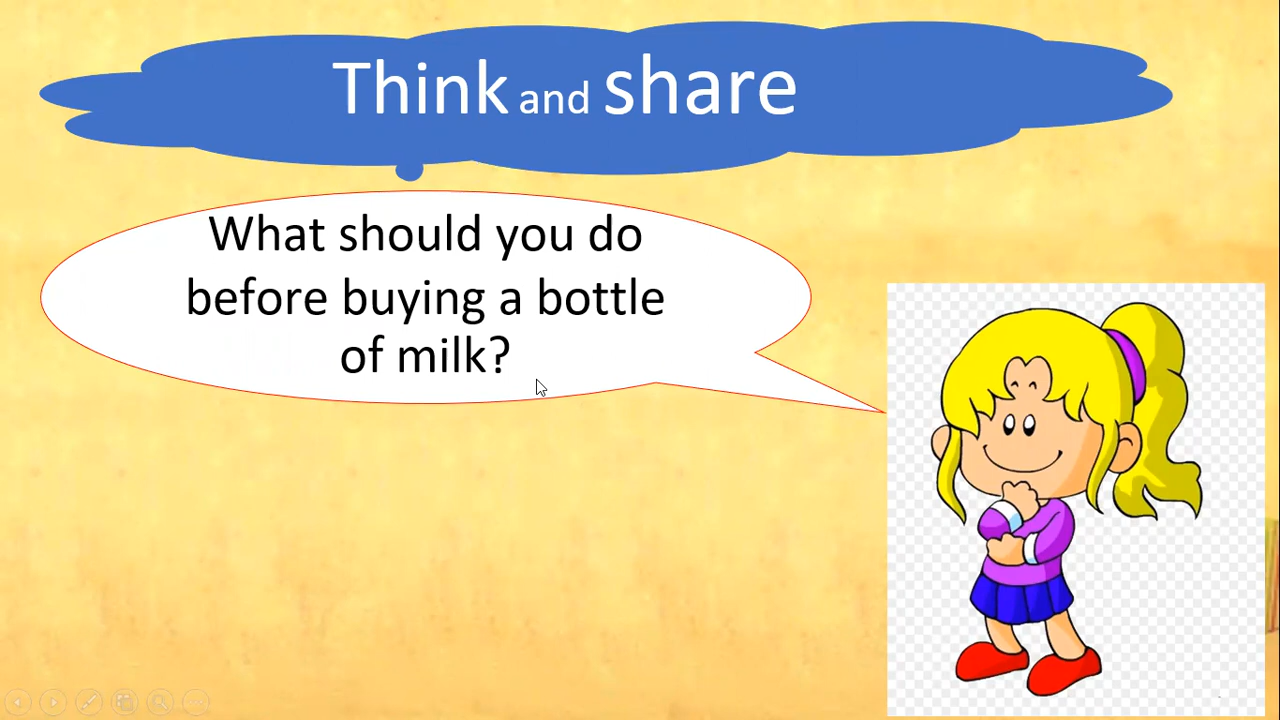 Think and share
What should you do
before buying a bottle
of milk?